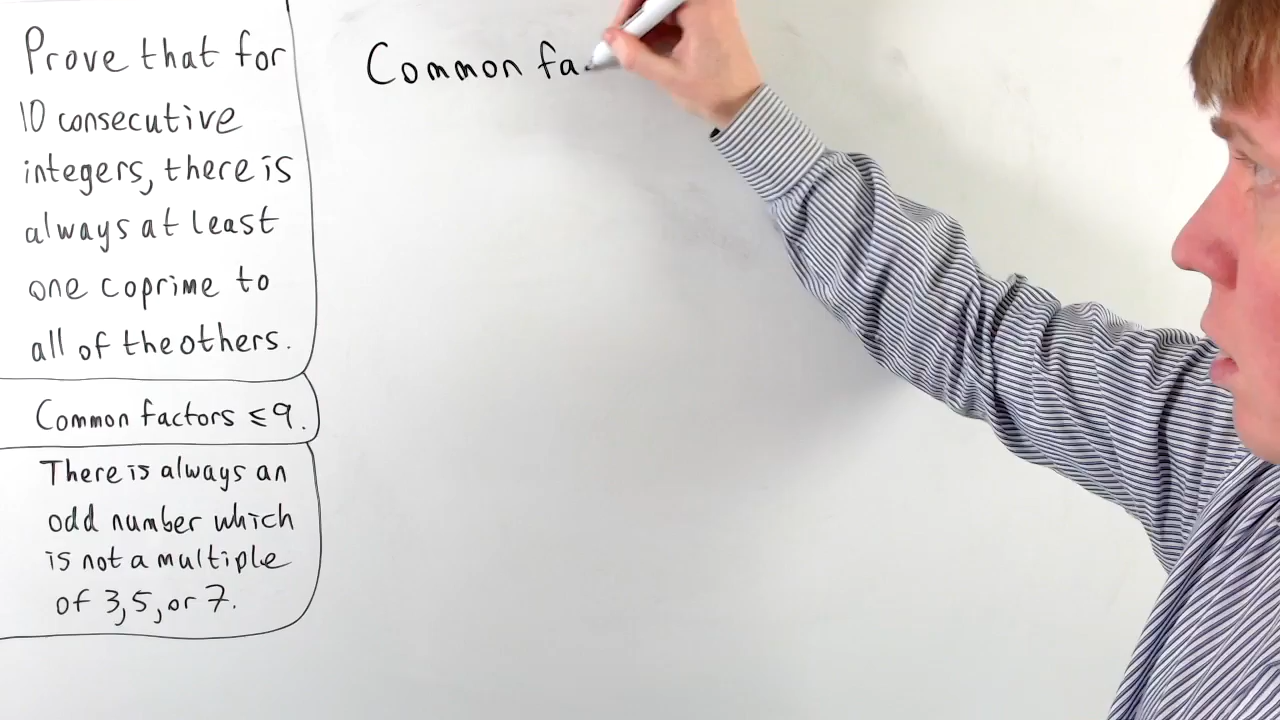 Prove that for
10 consecutive
integers, there is
always at least
one coprime to
all of the others.
Common factors ≤ 9.
There is always an
odd number which
is not a multiple
of 3, 5, or 7.
Common fa